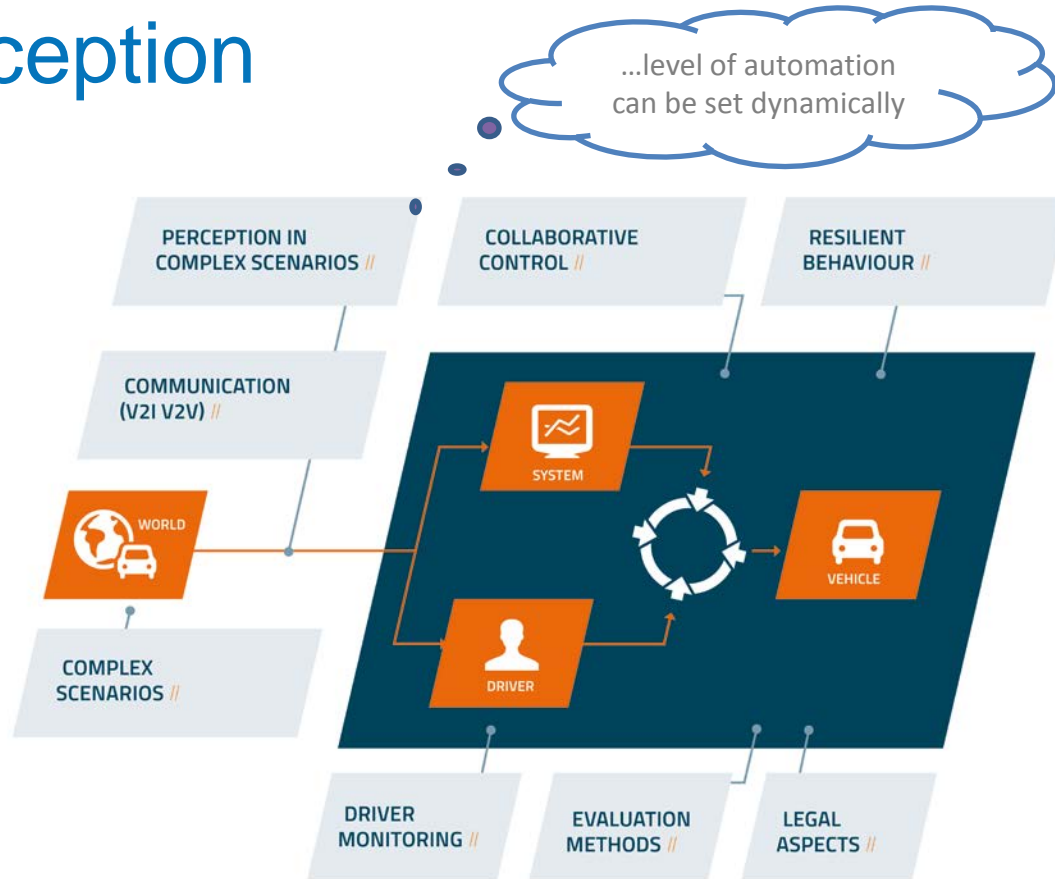 ception
...level of automation
can be set dynamically
PERCEPTION IN
COMPLEX SCENARIOS //
COLLABORATIVE
CONTROL //
RESILIENT
BEHAVIOUR //
COMMUNICATION
(V2I V2V) //
SYSTEM
WORLD
VEHICLE
DRIVER
COMPLEX
SCENARIOS //
DRIVER
MONITORING //
EVALUATION
METHODS //
LEGAL
ASPECTS //